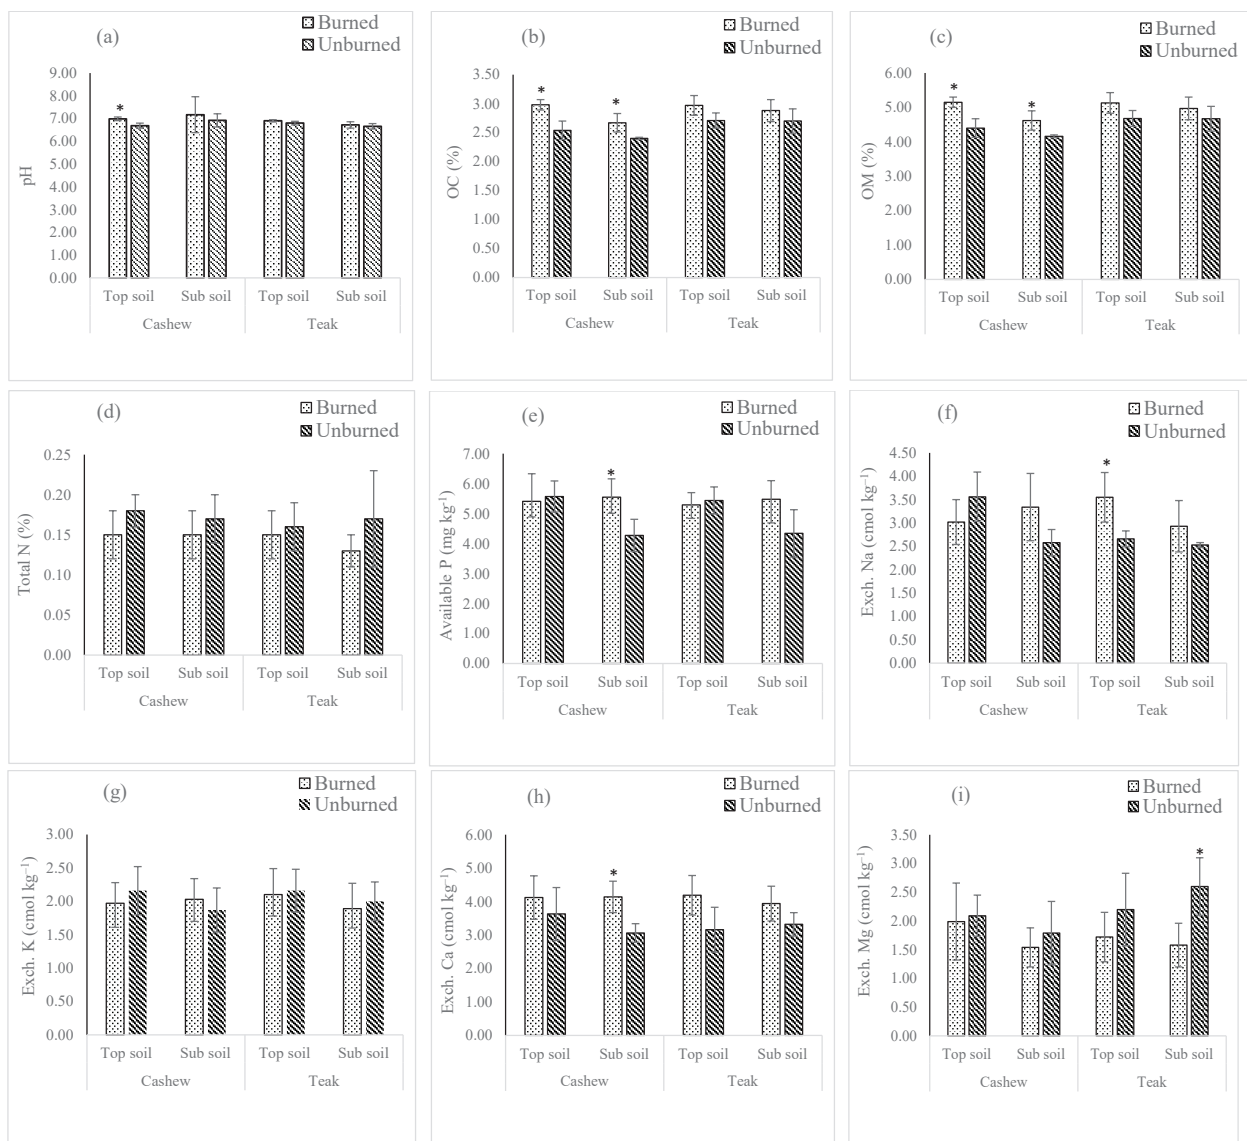 (a)
Burned
Unburned
9.00
8.00
7.00
6.00
5.00
4.00
3.00
2.00
1.00
0.00
pH
*
Top soil Sub soil Top soil Sub soil
Cashew Teak
(b)
Burned
Unburned
3.50
3.00
2.50
2.00
1.50
1.00
0.50
0.00
OC (%)
* *
Top soil Sub soil Top soil Sub soil
Cashew Teak
(c)
Burned
Unburned
6.00
5.00
4.00
3.00
2.00
1.00
0.00
OM (%)
* *
Top soil Sub soil Top soil Sub soil
Cashew Teak
(d)
Burned
Unburned
0.25
0.20
0.15
0.10
0.05
0.00
Total N (%)
Top soil Sub soil Top soil Sub soil
Cashew Teak
(e)
Burned
Unburned
7.00
6.00
5.00
4.00
3.00
2.00
1.00
0.00
Available P (mg kg⁻¹)
*
Top soil Sub soil Top soil Sub soil
Cashew Teak
(f)
Burned
Unburned
4.50
4.00
3.50
3.00
2.50
2.00
1.50
1.00
0.50
0.00
Exch. Na (cmol kg⁻¹)
*
Top soil Sub soil Top soil Sub soil
Cashew Teak
(g)
Burned
Unburned
3.00
2.50
2.00
1.50
1.00
0.50
0.00
Exch. K (cmol kg⁻¹)
Top soil Sub soil Top soil Sub soil
Cashew Teak
(h)
Burned
Unburned
6.00
5.00
4.00
3.00
2.00
1.00
0.00
Exch. Ca (cmol kg⁻¹)
*
Top soil Sub soil Top soil Sub soil
Cashew Teak
(i)
Burned
Unburned
3.50
3.00
2.50
2.00
1.50
1.00
0.50
0.00
Exch. Mg (cmol kg⁻¹)
*
Top soil Sub soil Top soil Sub soil
Cashew Teak